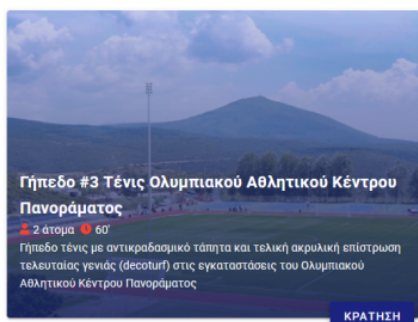 Γήπεδο #3 Τένις Ολυμπιακού Αθλητικού Κέντρου
Πανοράματος
2 άτομα 60'
Γήπεδο τένις με αντικραδασμικό τάπητα και τελική ακρυλική επίστρωση
τελευταίας γενιάς (decoturf) στις εγκαταστάσεις του Ολυμπιακού
Αθλητικού Κέντρου Πανοράματος
ΚΡΑΤΗΣΗ